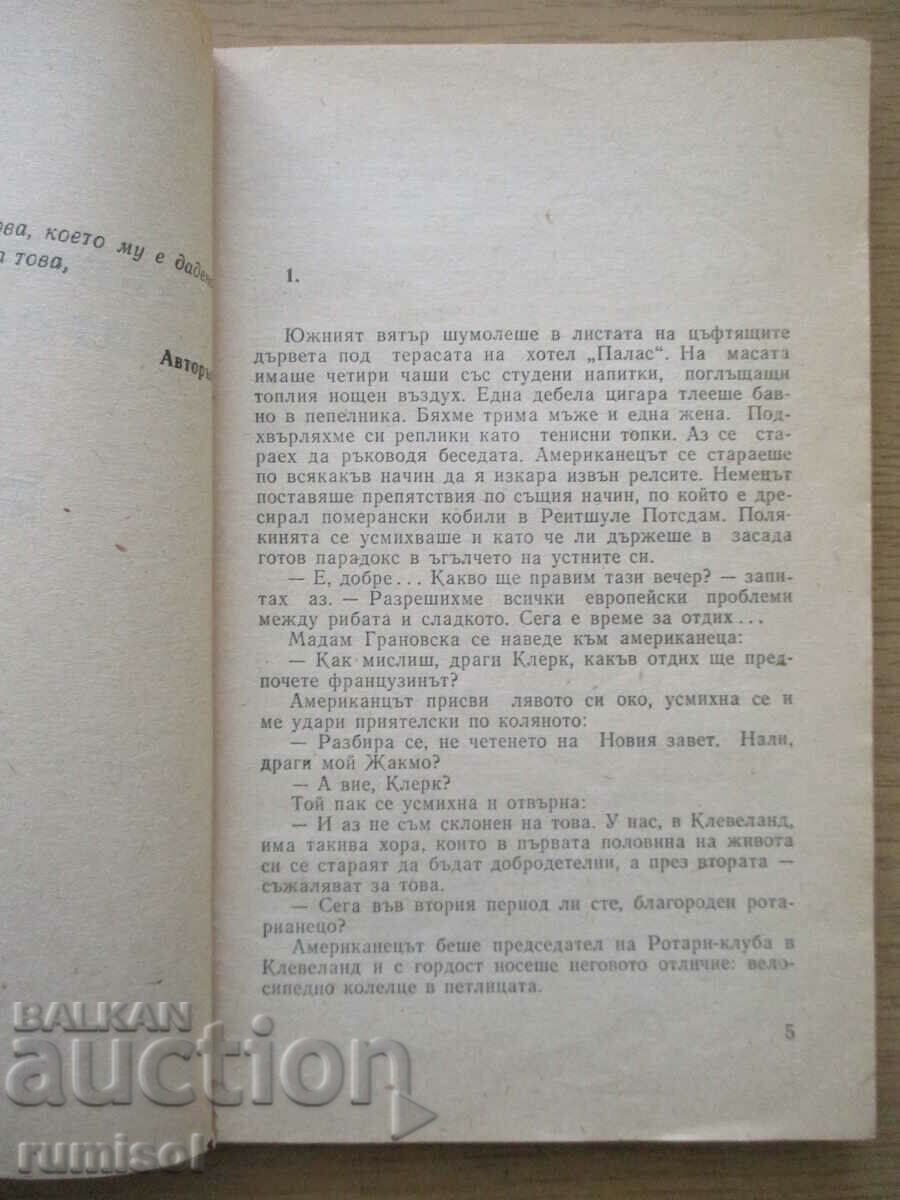 ова, което му е дадено
а това,
Авторъ
1.
Южният вятър шумолеше в листата на цъфтящите
дървета под терасата на хотел „Палас“. На масата
имаше четири чаши със студени напитки, поглъщащи
топлия нощен въздух. Една дебела цигара тлееше бав-
но в пепелника. Бяхме трима мъже и една жена. Под-
хвърляхме си реплики като тенисни топки. Аз се ста-
раех да ръководя беседата. Американецът се стараеше
по всякакъв начин да я изкара извън релсите. Немецът
поставяше препятствия по същия начин, по който е дре-
сирал померански кобили в Реитшуле Потсдам. Поля-
кинята се усмихваше и като че ли държеше в засада
готов парадокс в ъгълчето на устните си.
— Е, добре... Какво ще правим тази вечер? — запи-
тах аз. — Разрешихме всички европейски проблеми
между рибата и сладкото. Сега е време за отдих...
Мадам Грановска се наведе към американеца:
— Как мислиш, драги Клерк, какъв отдих ще пред-
почете французинът?
Американцът присви лявото си око, усмихна се и
ме удари приятелски по коляното:
— Разбира се, не четенето на Новия завет. Нали,
драги мой Жакмо?
— А вие, Клерк?
Той пак се усмихна и отвърна:
— И аз не съм склонен на това. У нас, в Клевеланд,
има такива хора, които в първата половина на живота
си се стараят да бъдат добродетелни, а през втората —
съжаляват за това.
— Сега във втория период ли сте, благороден рота-
рианецо?
Американецът беше председател на Ротари-клуба в
Клевеланд и с гордост носеше неговото отличие: вело-
сипедно колелце в петлицата.
5
BALKAN
auction
rumisol